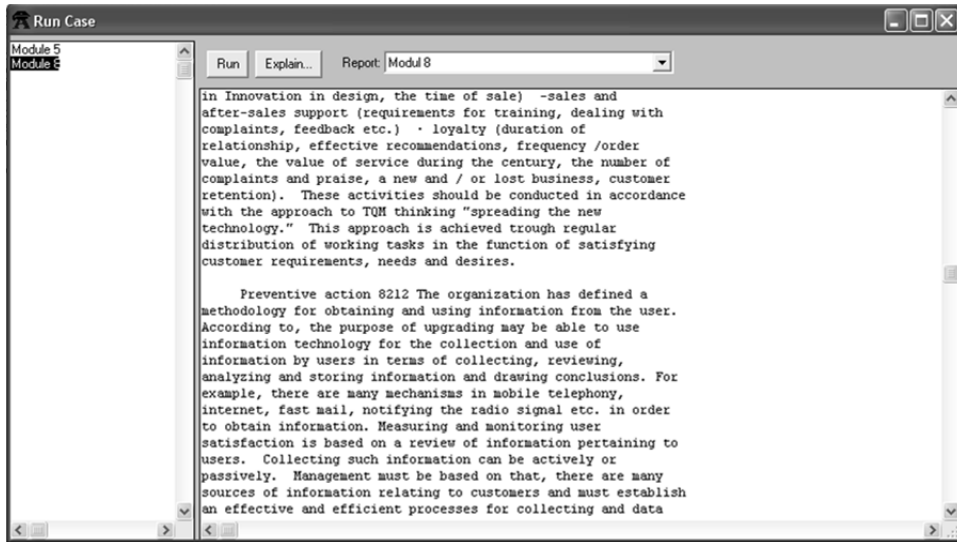 Run Case
Module 5
Module 8
Run
Explain...
Report:
Modul 8
in Innovation in design, the time of sale)  -sales and
after-sales support (requirements for training, dealing with
complaints, feedback etc.)  · loyalty (duration of
relationship, effective recommendations, frequency /order
value, the value of service during the century, the number of
complaints and praise, a new and / or lost business, customer
retention).  These activities should be conducted in accordance
with the approach to TQM thinking "spreading the new
technology."  This approach is achieved trough regular
distribution of working tasks in the function of satisfying
customer requirements, needs and desires.
Preventive action 8212 The organization has defined a
methodology for obtaining and using information from the user.
According to, the purpose of upgrading may be able to use
information technology for the collection and use of
information by users in terms of collecting, reviewing,
analyzing and storing information and drawing conclusions. For
example, there are many mechanisms in mobile telephony,
internet, fast mail, notifying the radio signal etc. in order
to obtain information. Measuring and monitoring user
satisfaction is based on a review of information pertaining to
users.  Collecting such information can be actively or
passively.  Management must be based on that, there are many
sources of information relating to customers and must establish
an effective and efficient processes for collecting and data